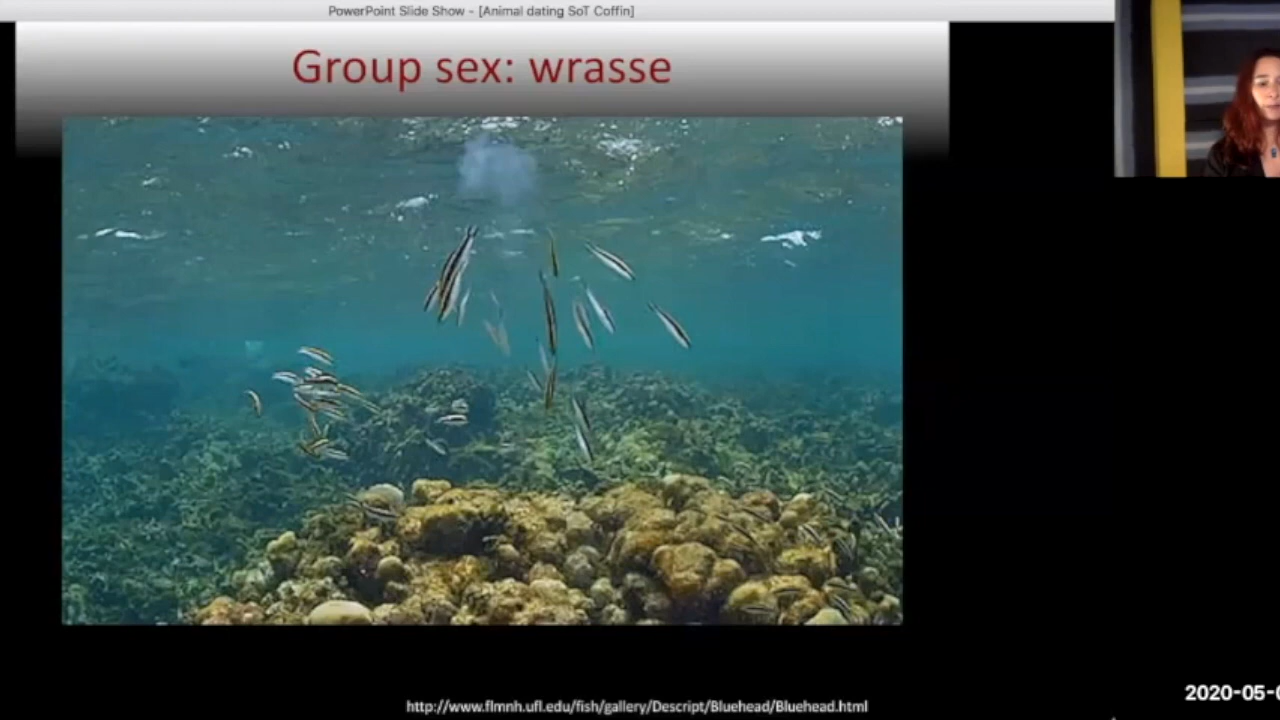 PowerPoint Slide Show - [Animal dating SoT Coffin]
Group sex: wrasse
http://www.flmnh.ufl.edu/fish/gallery/Descript/Bluehead/Bluehead.html
2020-05-0